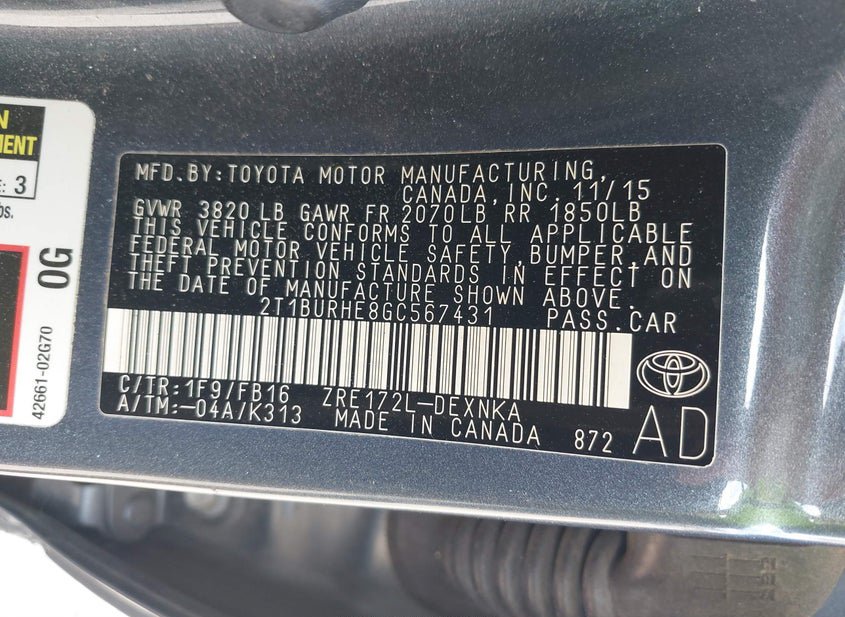 N
MENT
E: 3
bs.
0G
42661-02G70
MFD.BY:TOYOTA MOTOR MANUFACTURING,
CANADA,INC. 11/15
GVWR 3820 LB GAWR FR 2070LB RR 1850LB
THIS VEHICLE CONFORMS TO ALL APPLICABLE
FEDERAL MOTOR VEHICLE SAFETY,BUMPER,AND
THEFT PREVENTION STANDARDS IN EFFECT ON
THE DATE OF MANUFACTURE SHOWN ABOVE.
2T1BURHE8GC567431 PASS.CAR
C/TR:1F9/FB16 ZRE172L-DEXNKA
A/TM:-04A/K313 MADE IN CANADA 872
AD